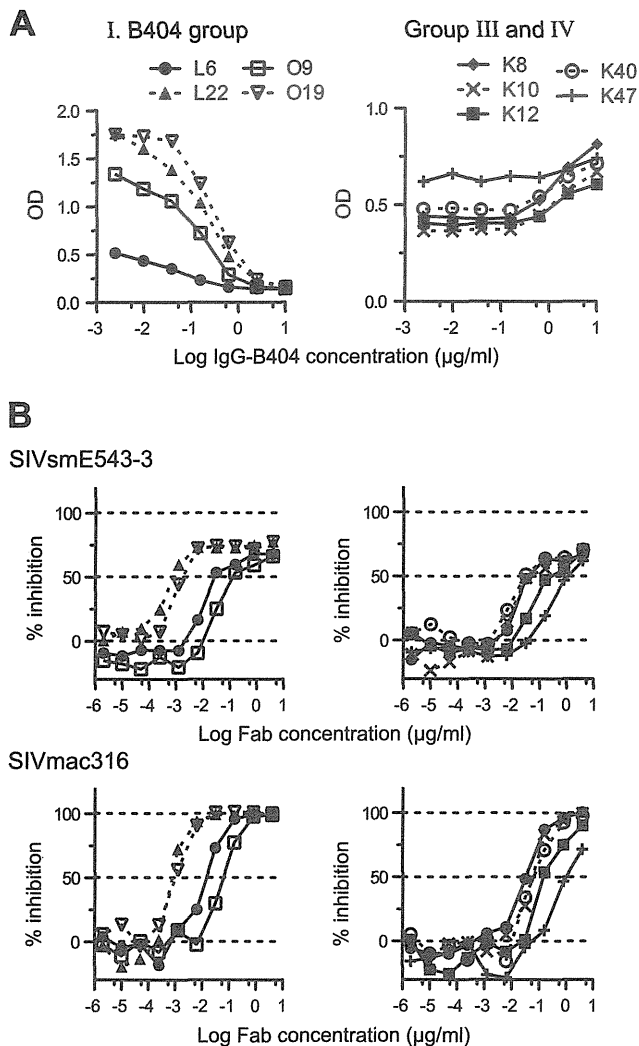 A
I. B404 group
Group III and IV
L6
O9
L22
O19
K8
K40
K10
K47
K12
2.0
1.5
1.0
0.5
0.0
OD
-3 -2 -1 0 1
1.0
0.5
0.0
OD
-3 -2 -1 0 1
Log IgG-B404 concentration (µg/ml)
B
SIVsmE543-3
100
50
0
% inhibition
-6 -5 -4 -3 -2 -1 0 1
100
50
0
% inhibition
-6 -5 -4 -3 -2 -1 0 1
Log Fab concentration (µg/ml)
SIVmac316
100
50
0
% inhibition
-6 -5 -4 -3 -2 -1 0 1
100
50
0
% inhibition
-6 -5 -4 -3 -2 -1 0 1
Log Fab concentration (µg/ml)